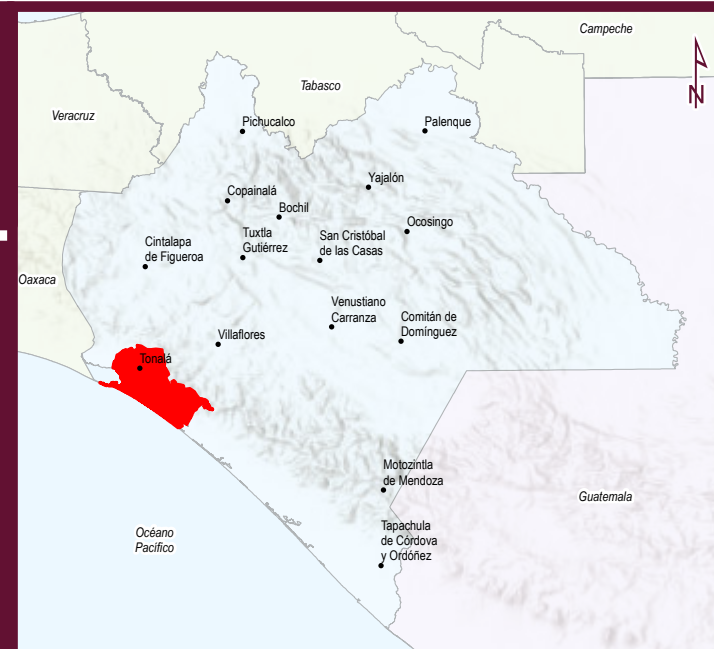 Campeche
N
Tabasco
Veracruz
Pichucalco
Palenque
Yajalón
Copainalá
Bochil
Ocosingo
Tuxtla
Gutiérrez
San Cristóbal
de las Casas
Cintalapa
de Figueroa
Oaxaca
Venustiano
Carranza
Comitán de
Domínguez
Villaflores
Tonalá
Motozintla
de Mendoza
Guatemala
Océano
Pacífico
Tapachula
de Córdova
y Ordóñez